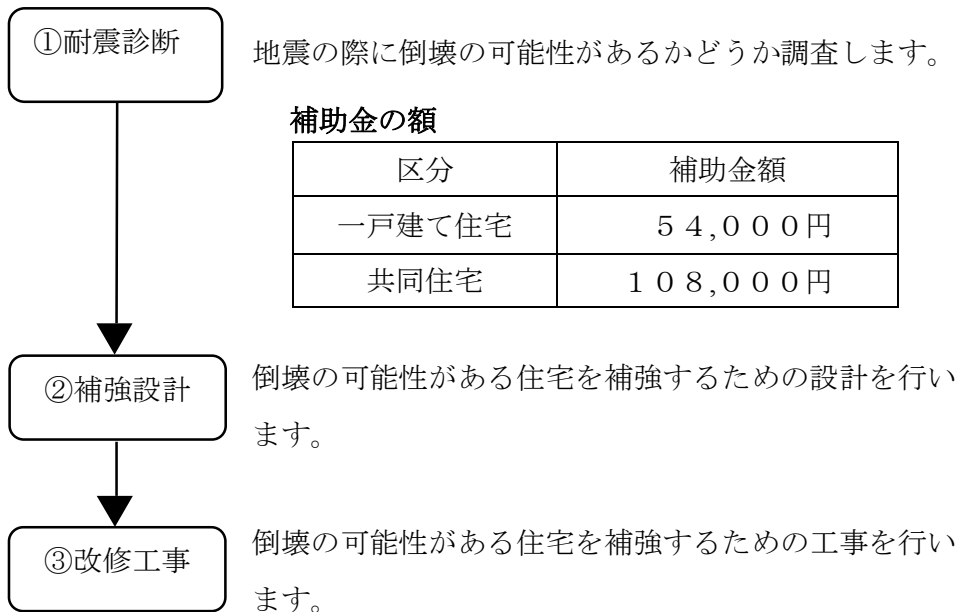 ①耐震診断
地震の際に倒壊の可能性があるかどうか調査します。
補助金の額
区分 補助金額
一戸建て住宅 ５４,０００円
共同住宅 １０８,０００円
②補強設計
倒壊の可能性がある住宅を補強するための設計を行い
ます。
③改修工事
倒壊の可能性がある住宅を補強するための工事を行い
ます。